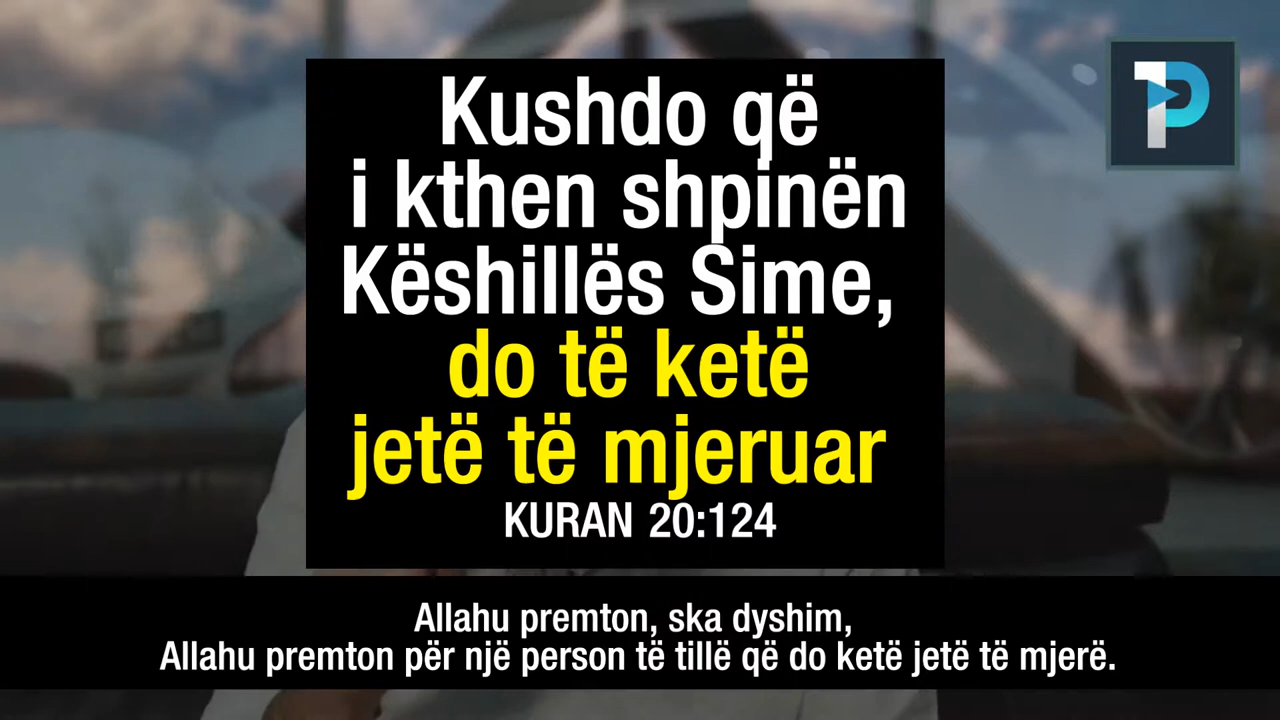 Kushdo që
i kthen shpinën
Këshillës Sime,
do të ketë
jetë të mjeruar
KURAN 20:124
Allahu premton, ska dyshim,
Allahu premton për një person të tillë që do ketë jetë të mjerë.